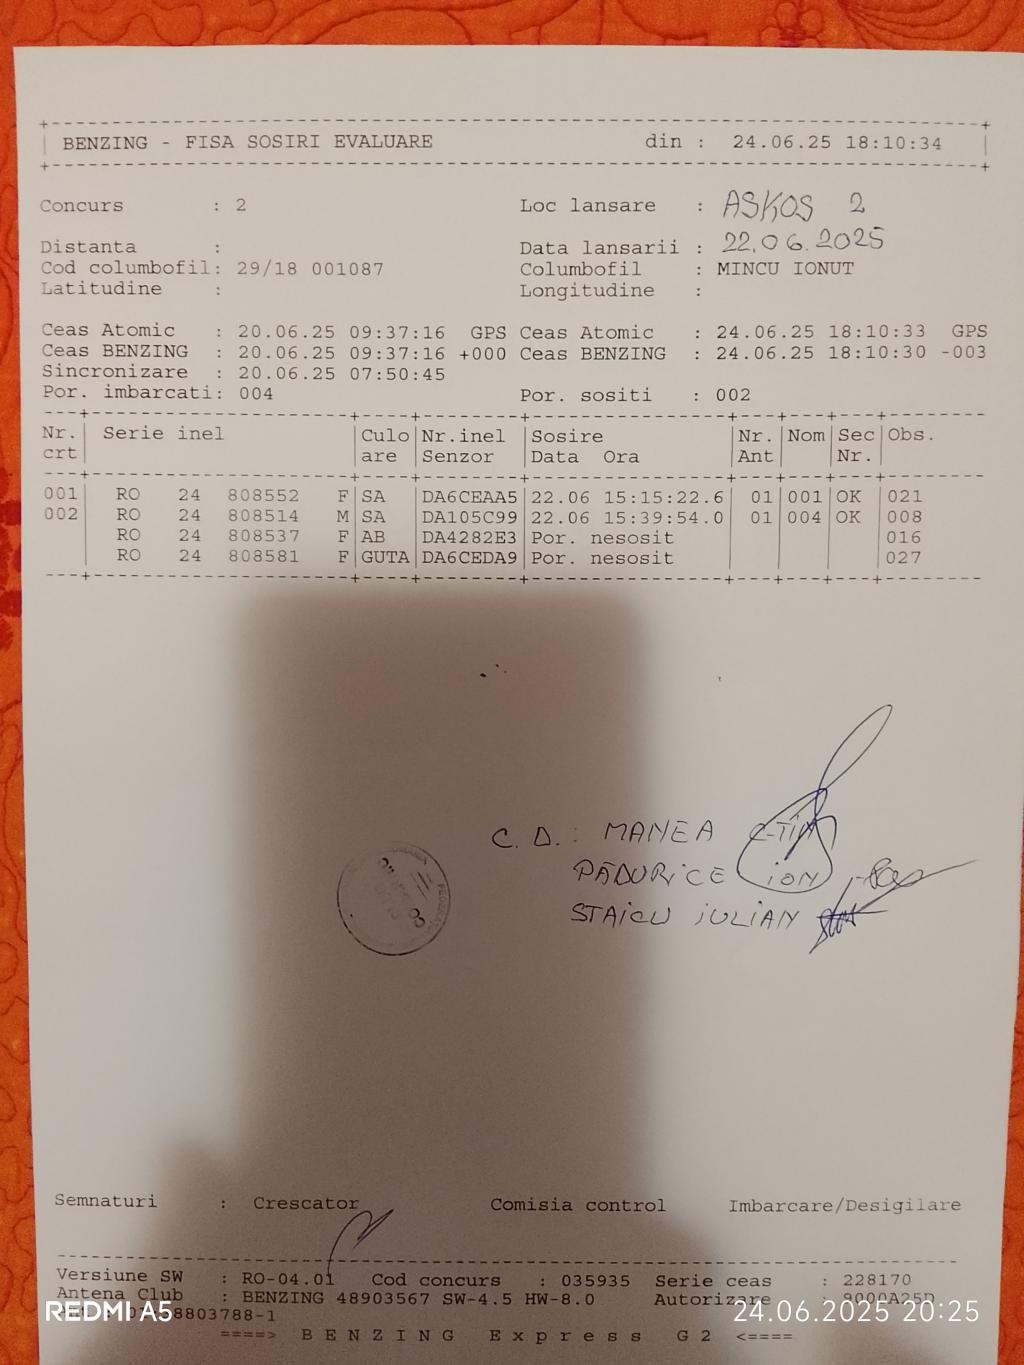 BENZING - FISA SOSIRI EVALUARE din : 24.06.25 18:10:34
Concurs : 2 Loc lansare : ASKOS 2
Distanta : Data lansarii : 22.06.2025
Cod columbofil: 29/18 001087 Columbofil : MINCU IONUT
Latitudine : Longitudine :
Ceas Atomic : 20.06.25 09:37:16 GPS Ceas Atomic : 24.06.25 18:10:33 GPS
Ceas BENZING : 20.06.25 09:37:16 +000 Ceas BENZING : 24.06.25 18:10:30 -003
Sincronizare : 20.06.25 07:50:45
Por. imbarcati: 004 Por. sositi : 002
Nr. Serie inel Culo Nr.inel Sosire Nr. Nom Sec Obs.
crt are Senzor Data Ora Ant Nr.
001 RO 24 808552 F SA DA6CEAA5 22.06 15:15:22.6 01 001 OK 021
002 RO 24 808514 M SA DA105C99 22.06 15:39:54.0 01 004 OK 008
RO 24 808537 F AB DA4282E3 Por. nesosit 016
RO 24 808581 F GUTA DA6CEDA9 Por. nesosit 027
C.D.: MANEA C-TIN
PĂDURICE ION
STAICU IULIAN
Semnaturi : Crescator Comisia control Imbarcare/Desigilare
Versiune SW : RO-04.01 Cod concurs : 035935 Serie ceas : 228170
Antena Club : BENZING 48903567 SW-4.5 HW-8.0 Autorizare : 9000A25D
8803788-1
====> BENZING Express G2 <====
REDMI A5 24.06.2025 20:25